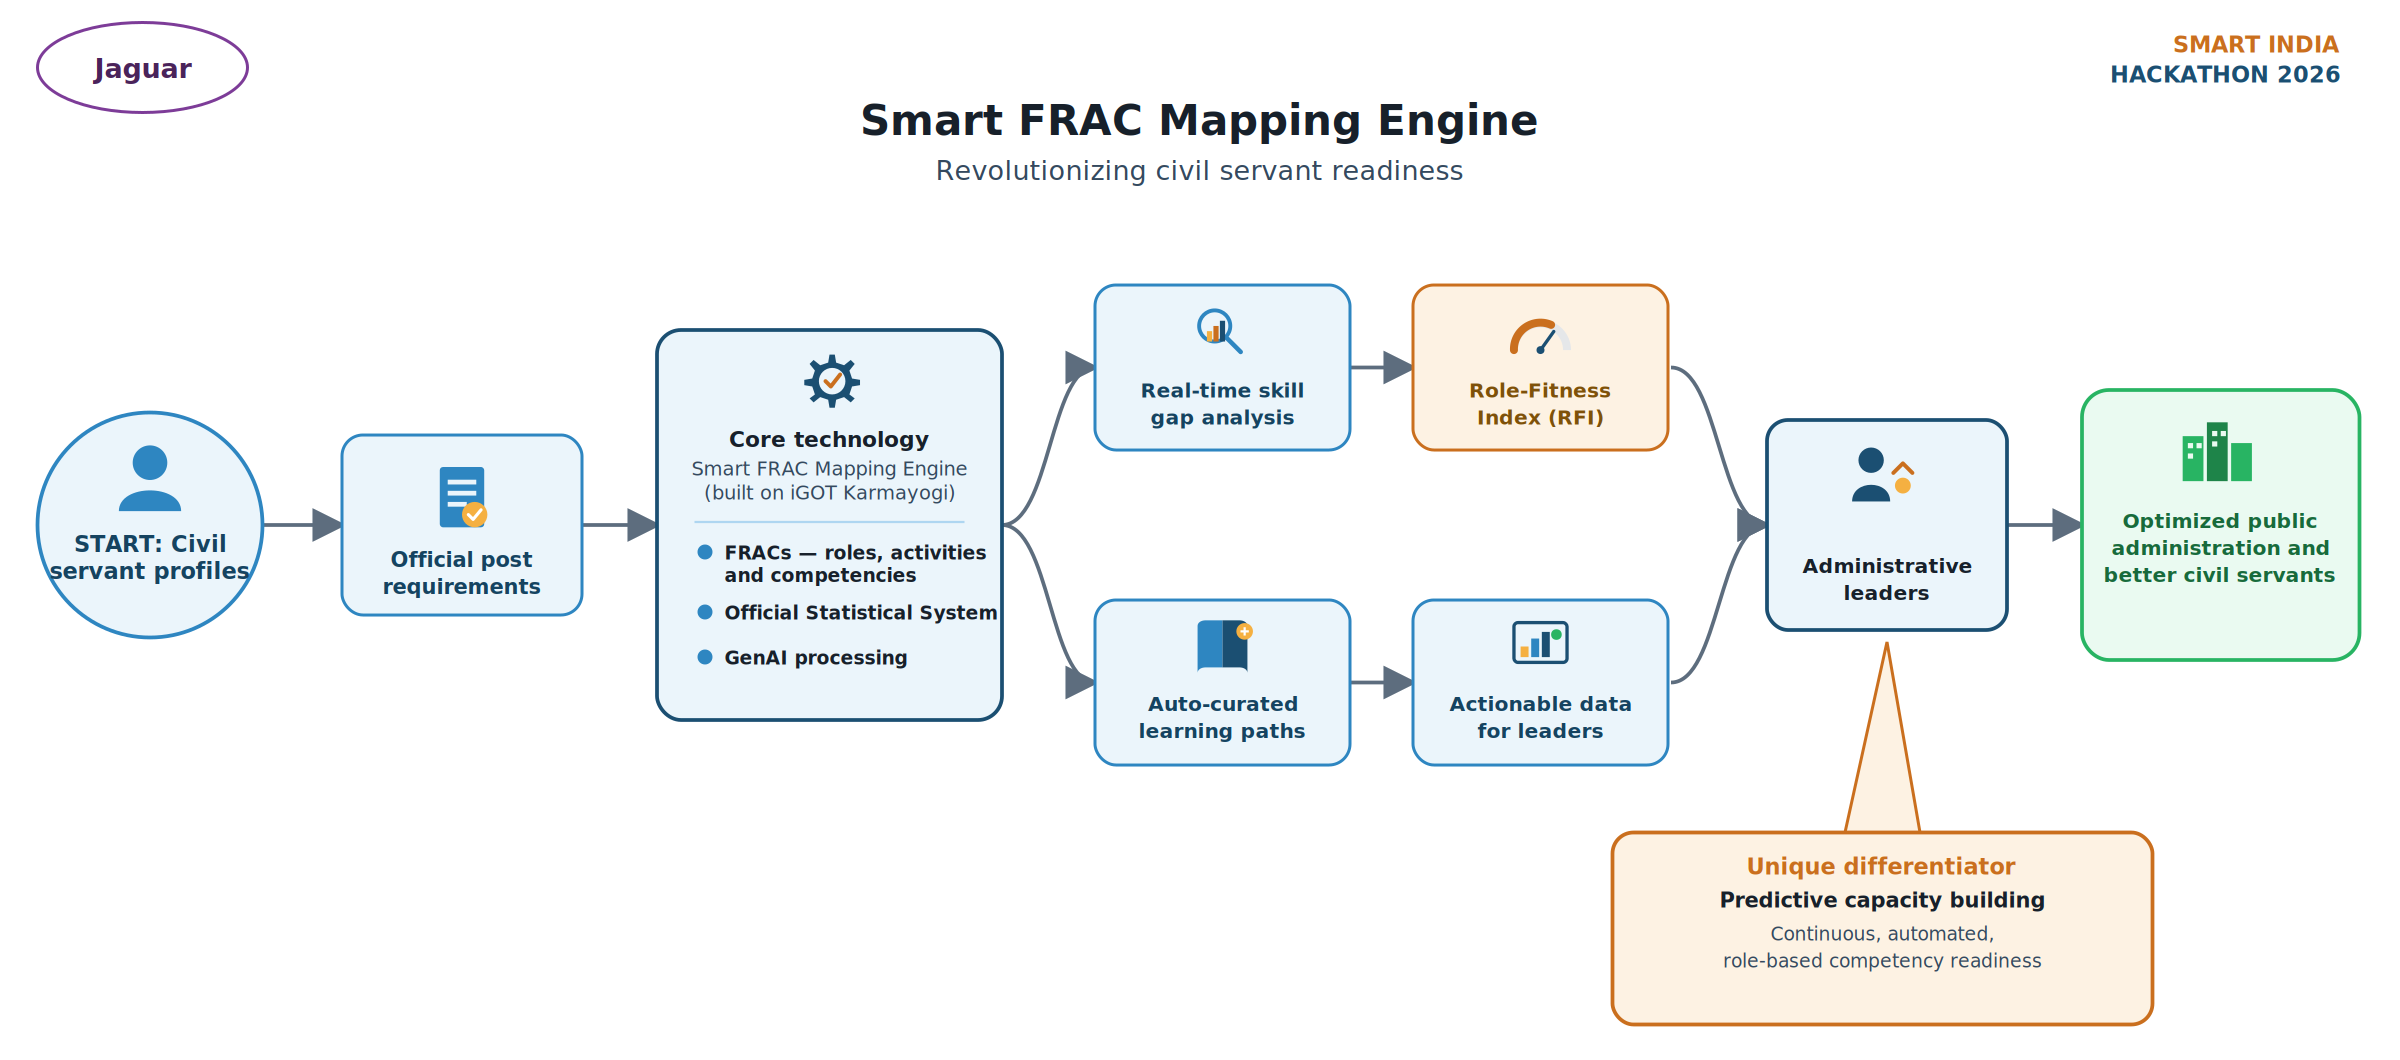 Jaguar
SMART INDIA
HACKATHON 2026
Smart FRAC Mapping Engine
Revolutionizing civil servant readiness
START: Civil
servant profiles
Official post
requirements
Core technology
Smart FRAC Mapping Engine
(built on iGOT Karmayogi)
FRACs — roles, activities
and competencies
Official Statistical System
GenAI processing
Real-time skill
gap analysis
Role-Fitness
Index (RFI)
Auto-curated
learning paths
Actionable data
for leaders
Administrative
leaders
Optimized public
administration and
better civil servants
Unique differentiator
Predictive capacity building
Continuous, automated,
role-based competency readiness